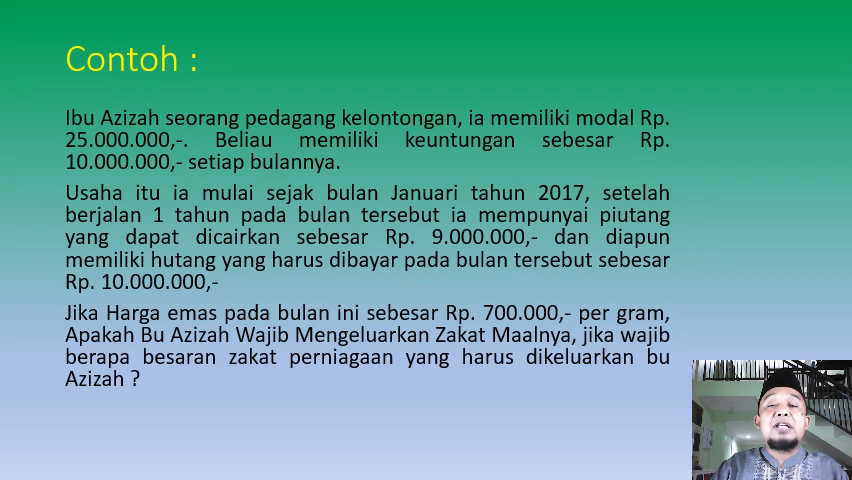 Contoh :
Ibu Azizah seorang pedagang kelontongan, ia memiliki modal Rp.
25.000.000,-. Beliau memiliki keuntungan sebesar Rp.
10.000.000,- setiap bulannya.
Usaha itu ia mulai sejak bulan Januari tahun 2017, setelah
berjalan 1 tahun pada bulan tersebut ia mempunyai piutang
yang dapat dicairkan sebesar Rp. 9.000.000,- dan diapun
memiliki hutang yang harus dibayar pada bulan tersebut sebesar
Rp. 10.000.000,-
Jika Harga emas pada bulan ini sebesar Rp. 700.000,- per gram,
Apakah Bu Azizah Wajib Mengeluarkan Zakat Maalnya, jika wajib
berapa besaran zakat perniagaan yang harus dikeluarkan bu
Azizah ?